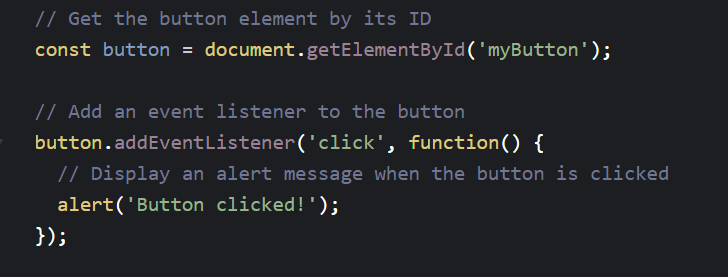 // Get the button element by its ID
const button = document.getElementById('myButton');
// Add an event listener to the button
button.addEventListener('click', function() {
// Display an alert message when the button is clicked
alert('Button clicked!');
});